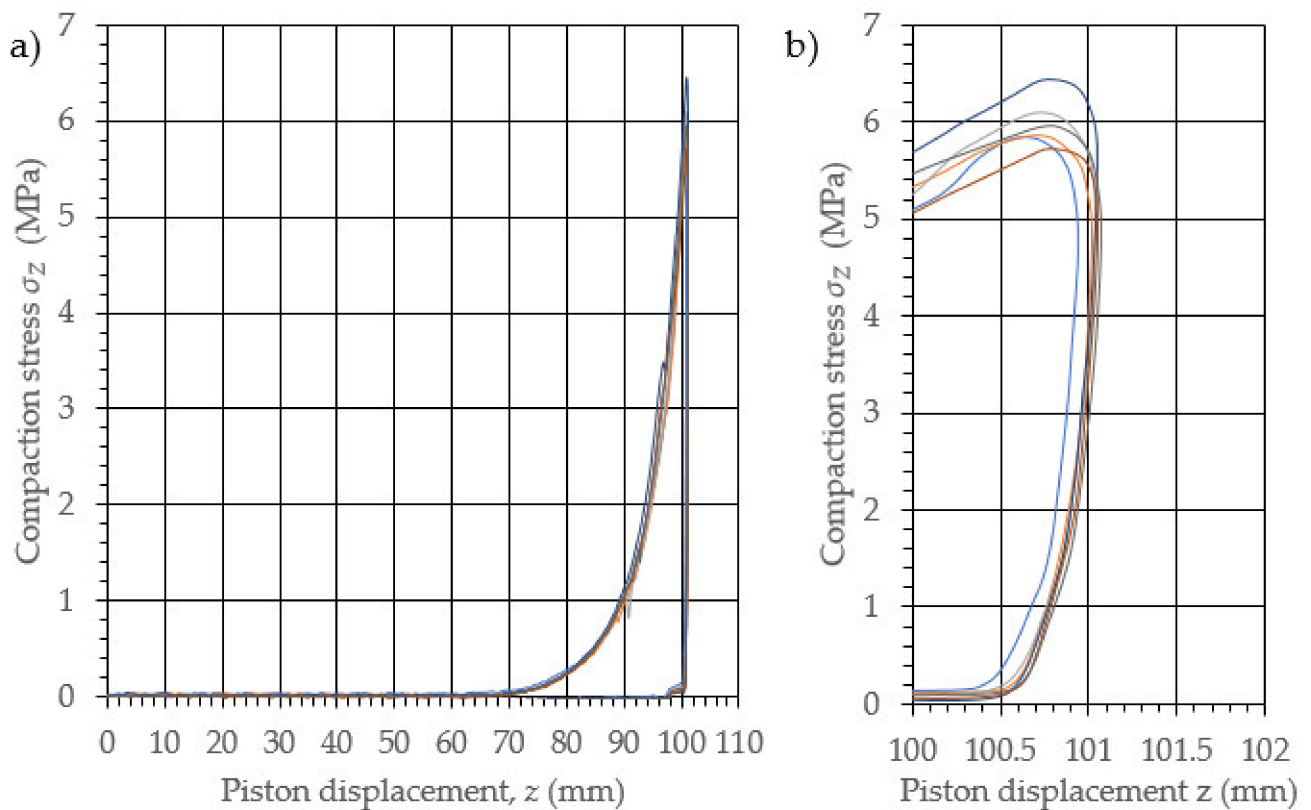 a)
Compaction stress σZ (MPa)
7
6
5
4
3
2
1
0
0 10 20 30 40 50 60 70 80 90 100 110
Piston displacement, z (mm)
b)
Compaction stress σZ (MPa)
7
6
5
4
3
2
1
0
100 100.5 101 101.5 102
Piston displacement z (mm)